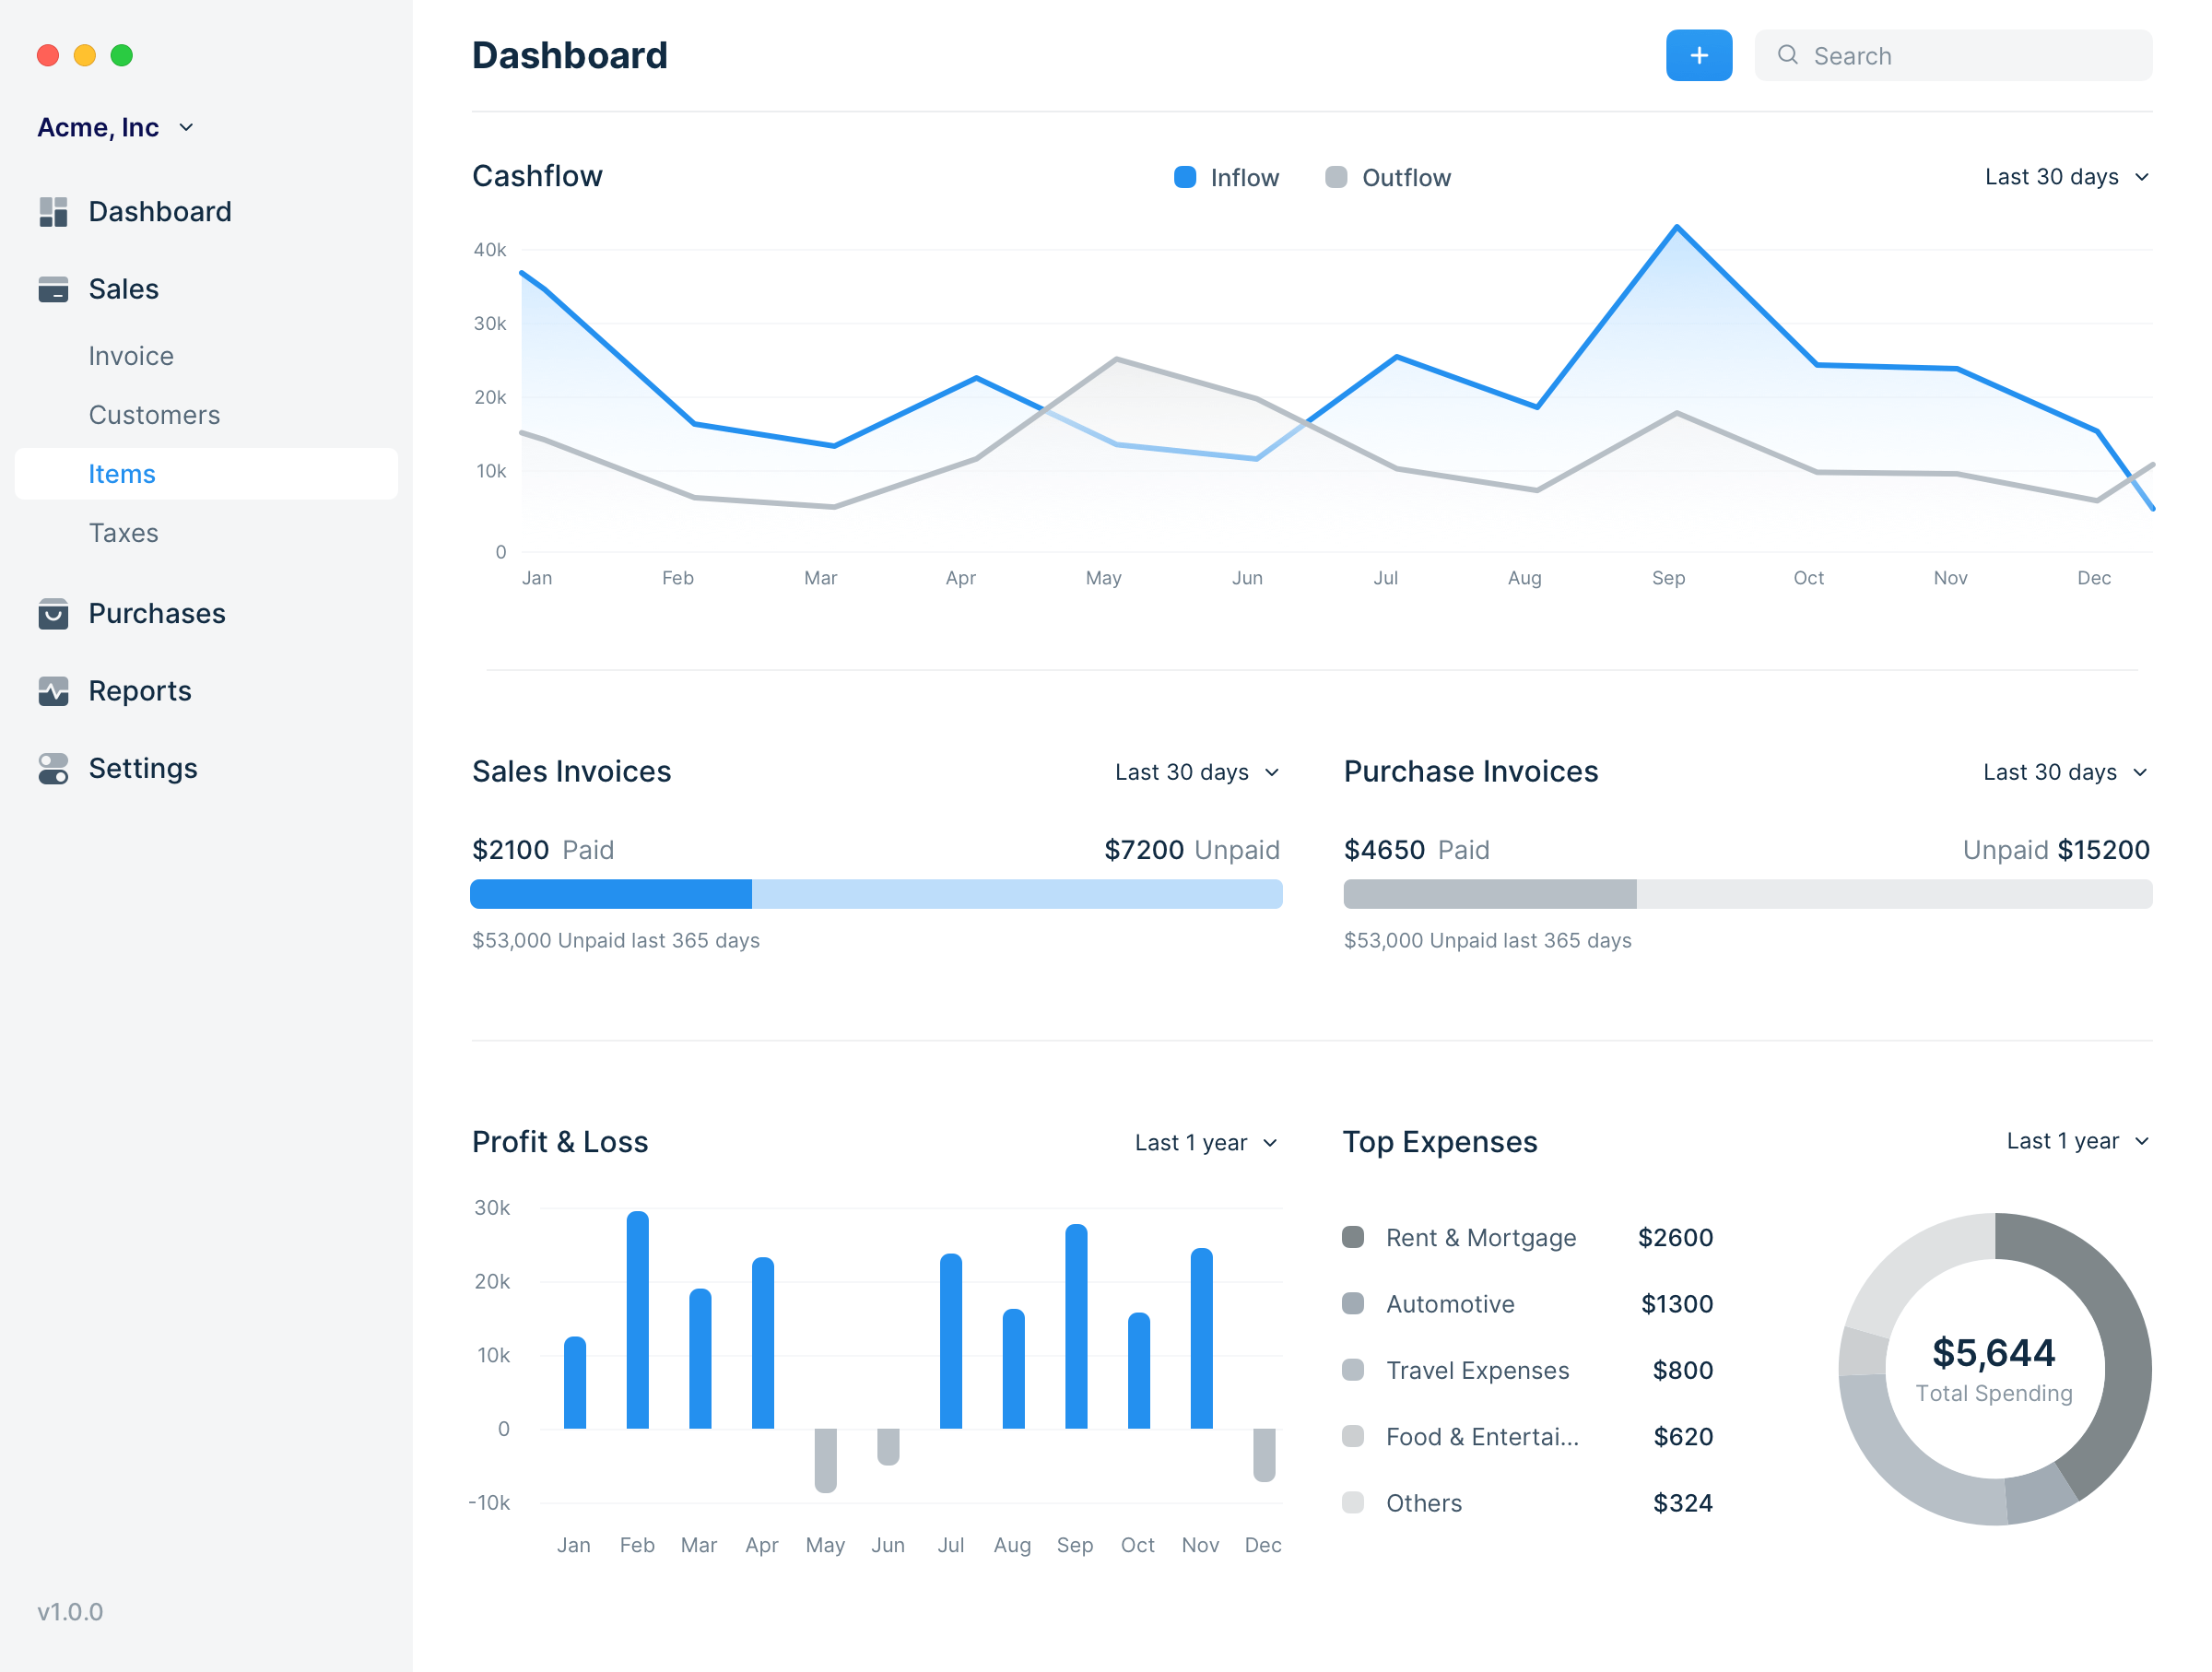 Acme, Inc
Dashboard
Sales
Invoice
Customers
Items
Taxes
Purchases
Reports
Settings
v1.0.0
Dashboard
+
Search
Cashflow
Inflow
Outflow
Last 30 days
40k
30k
20k
10k
0
Jan Feb Mar Apr May Jun Jul Aug Sep Oct Nov Dec
Sales Invoices
Last 30 days
$2100 Paid
$7200 Unpaid
$53,000 Unpaid last 365 days
Purchase Invoices
Last 30 days
$4650 Paid
Unpaid $15200
$53,000 Unpaid last 365 days
Profit & Loss
Last 1 year
30k
20k
10k
0
-10k
Jan Feb Mar Apr May Jun Jul Aug Sep Oct Nov Dec
Top Expenses
Last 1 year
Rent & Mortgage $2600
Automotive $1300
Travel Expenses $800
Food & Entertai... $620
Others $324
$5,644
Total Spending